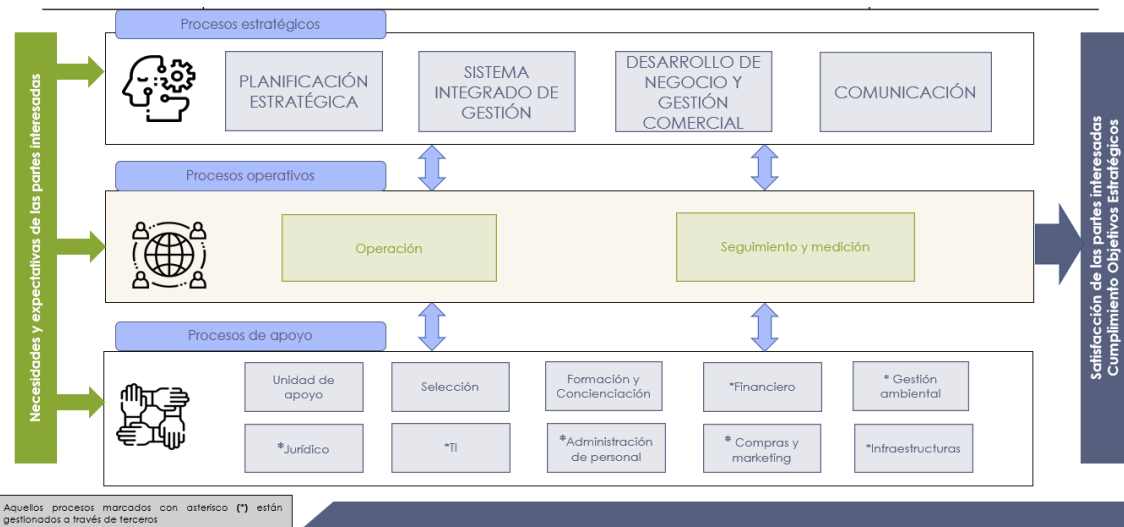 Procesos estratégicos
Necesidades y expectativas de las partes interesadas
PLANIFICACIÓN
ESTRATÉGICA
SISTEMA
INTEGRADO DE
GESTIÓN
DESARROLLO DE
NEGOCIO Y
GESTIÓN
COMERCIAL
COMUNICACIÓN
Procesos operativos
Operación
Seguimiento y medición
Procesos de apoyo
Unidad de
apoyo
Selección
Formación y
Concienciación
*Financiero
* Gestión
ambiental
*Jurídico
*TI
*Administración
de personal
* Compras y
marketing
*Infraestructuras
Satisfacción de las partes interesadas
Cumplimiento Objetivos Estratégicos
Aquellos procesos marcados con asterisco (*) están
gestionados a través de terceros